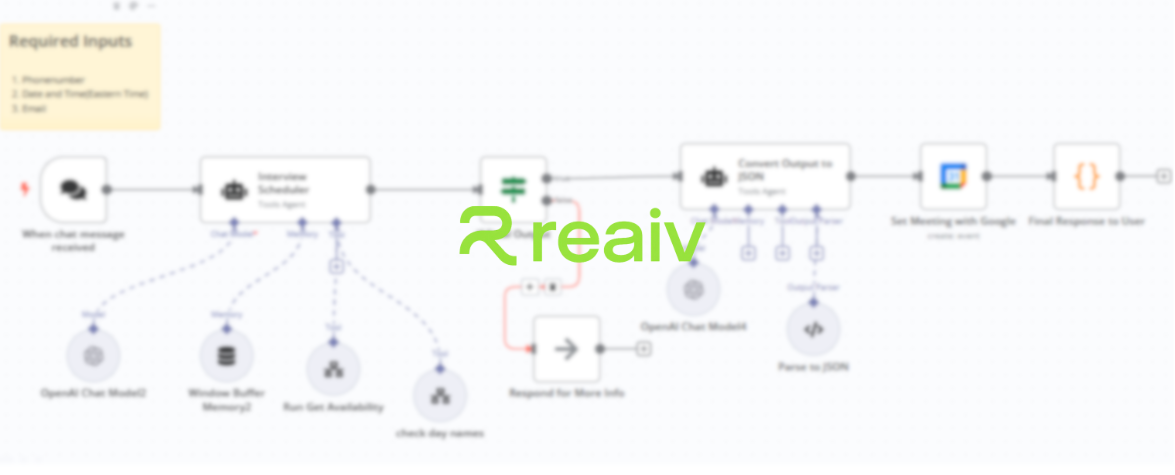 Required Inputs
1. Phonenumber
2. Date and Time(Eastern Time)
3. Email
When chat message
received
Interview
Scheduler
Tools Agent
Chat Model*
Memory
Tool
Model
OpenAI Chat Model2
Memory
Window Buffer
Memory2
Tool
Run Get Availability
Tool
check day names
reaiv
Respond for More Info
Convert Output to
JSON
Tools Agent
OpenAI Chat Model4
Output Parser
Parse to JSON
Set Meeting with Google
create: event
Final Response to User